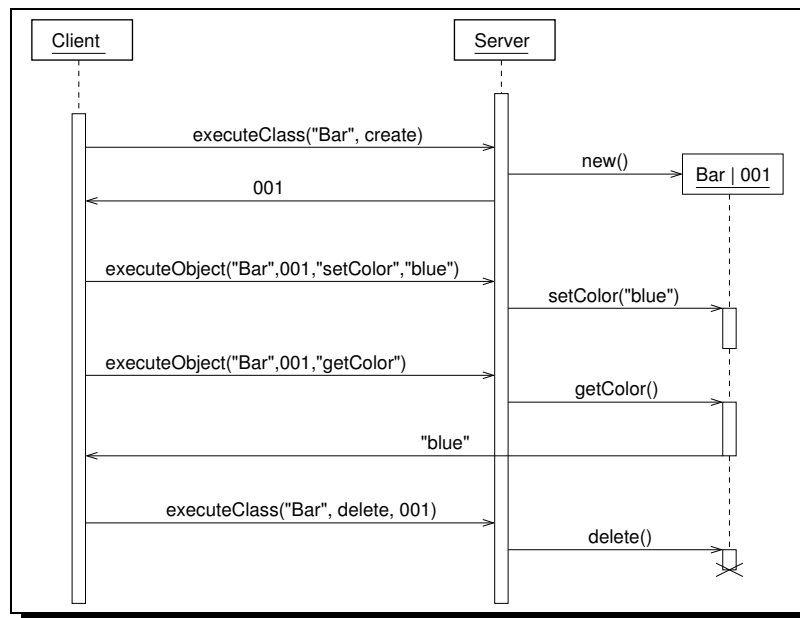 Client
Server
executeClass("Bar", create)
new()
Bar | 001
001
executeObject("Bar",001,"setColor","blue")
setColor("blue")
executeObject("Bar",001,"getColor")
getColor()
"blue"
executeClass("Bar", delete, 001)
delete()